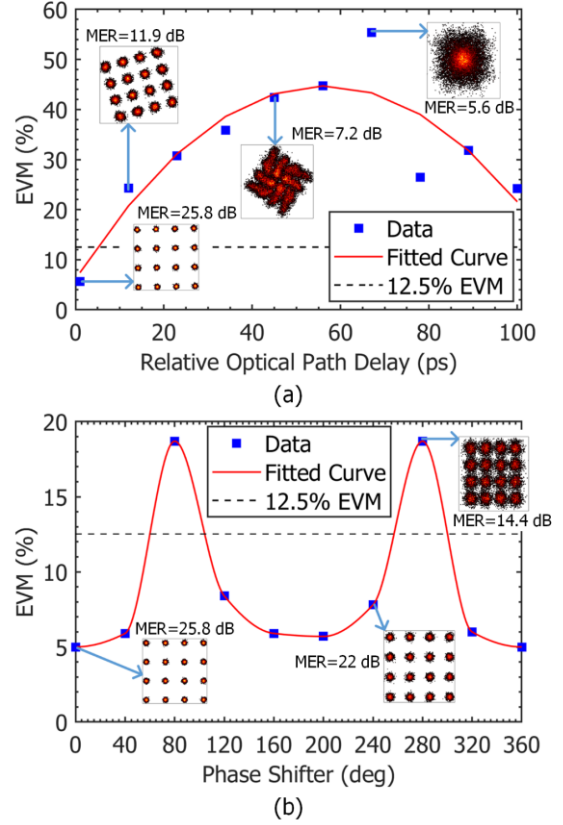 (a)
60
50
40
30
20
10
0
EVM (%)
MER=11.9 dB
MER=5.6 dB
MER=7.2 dB
MER=25.8 dB
Data
Fitted Curve
12.5% EVM
0 20 40 60 80 100
Relative Optical Path Delay (ps)
(a)
20
15
10
5
0
EVM (%)
Data
Fitted Curve
12.5% EVM
MER=14.4 dB
MER=25.8 dB
MER=22 dB
0 40 80 120 160 200 240 280 320 360
Phase Shifter (deg)
(b)